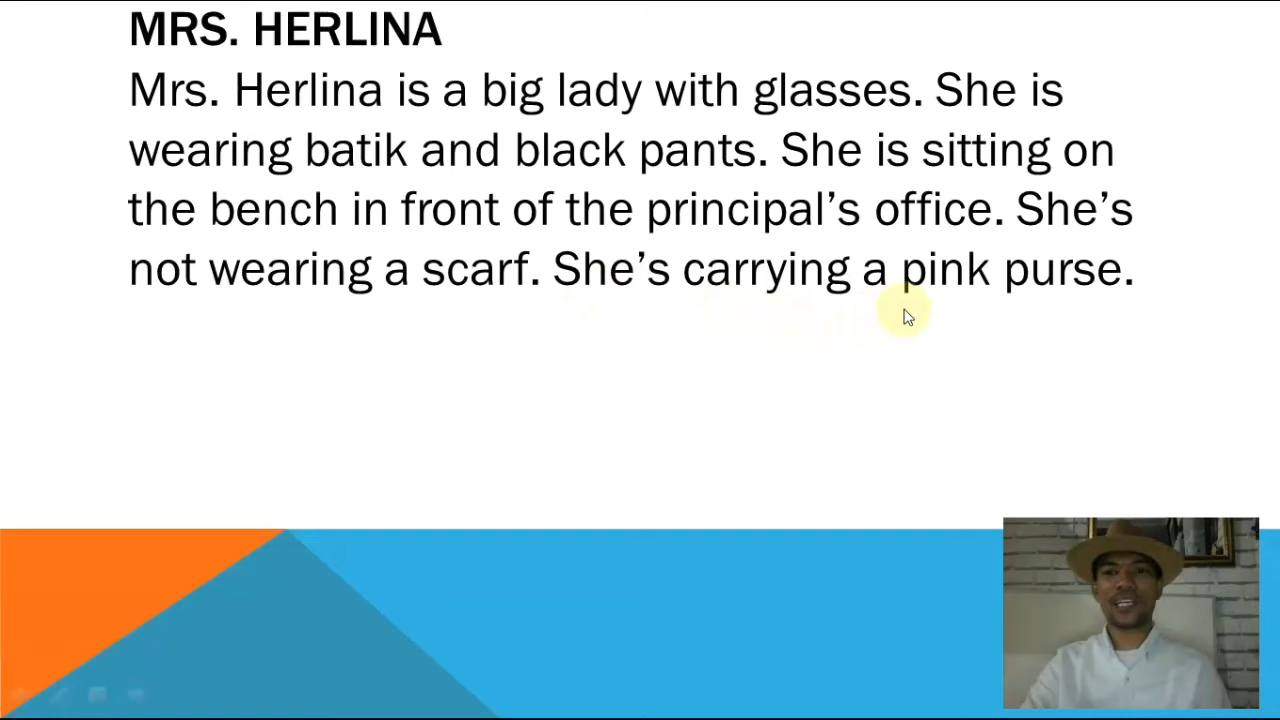 MRS. HERLINA
Mrs. Herlina is a big lady with glasses. She is
wearing batik and black pants. She is sitting on
the bench in front of the principal’s office. She’s
not wearing a scarf. She’s carrying a pink purse.